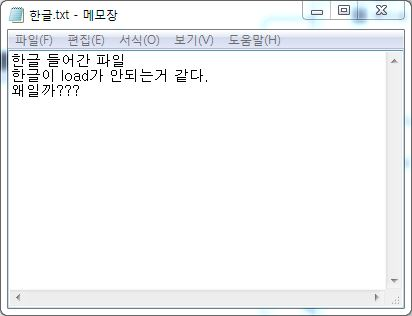 한글.txt - 메모장
파일(F) 편집(E) 서식(O) 보기(V) 도움말(H)
한글 들어간 파일
한글이 load가 안되는거 같다.
왜일까???